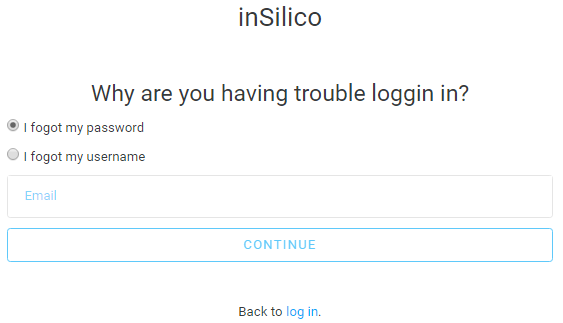 inSilico
Why are you having trouble loggin in?
I fogot my password
I fogot my username
Email
CONTINUE
Back to log in.